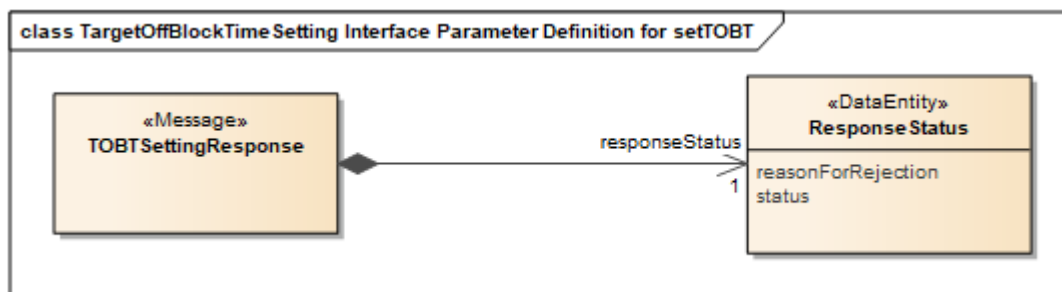 class TargetOffBlockTimeSetting Interface Parameter Definition for setTOBT
«Message»
TOBTSettingResponse
responseStatus
1
«DataEntity»
ResponseStatus
reasonForRejection
status